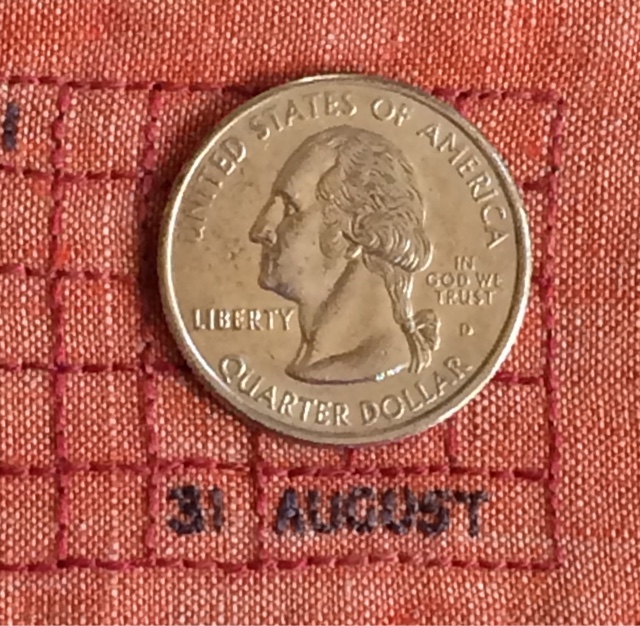 UNITED STATES OF AMERICA
IN
GOD WE
TRUST
LIBERTY
D
QUARTER DOLLAR
31 AUGUST